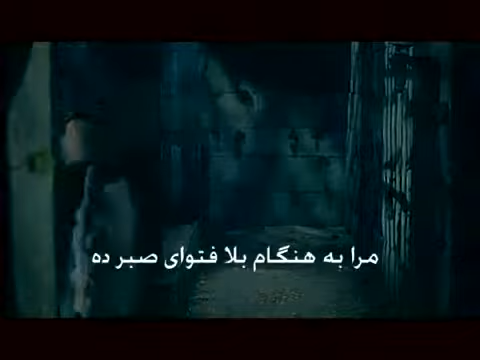 مرا به هنگام بلا فتوای صبر ده